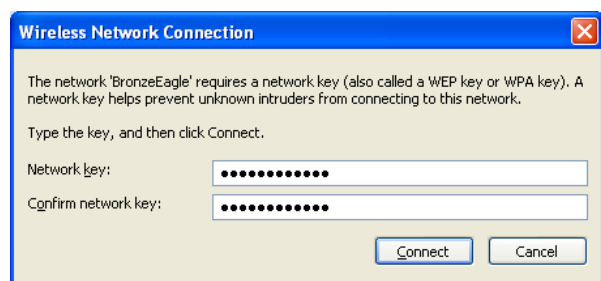 Wireless Network Connection
The network 'BronzeEagle' requires a network key (also called a WEP key or WPA key). A
network key helps prevent unknown intruders from connecting to this network.
Type the key, and then click Connect.
Network key: ●●●●●●●●●●●●
Confirm network key: ●●●●●●●●●●●●
Connect Cancel